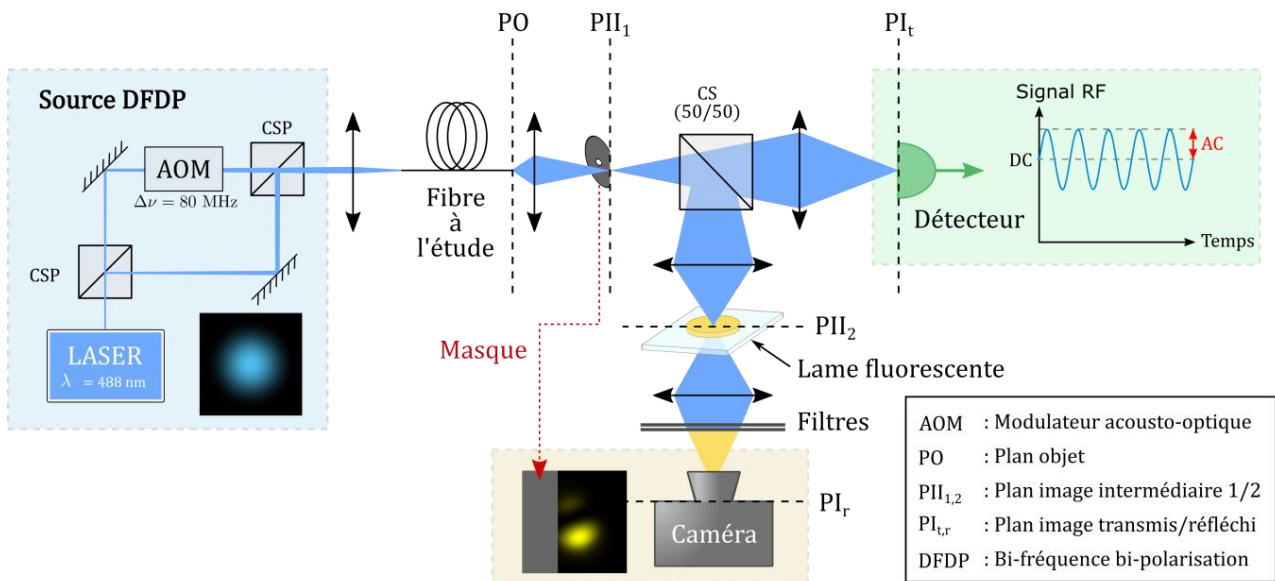 Source DFDP
CSP
AOM
Δν = 80 MHz
CSP
LASER
λ = 488 nm
Fibre
à
l'étude
PO
PII₁
CS
(50/50)
PIₜ
Signal RF
DC
AC
Temps
Détecteur
Masque
PII₂
Lame fluorescente
Filtres
PIᵣ
Caméra
AOM : Modulateur acousto-optique
PO : Plan objet
PII₁,₂ : Plan image intermédiaire 1/2
PIₜ,ᵣ : Plan image transmis/réfléchi
DFDP : Bi-fréquence bi-polarisation